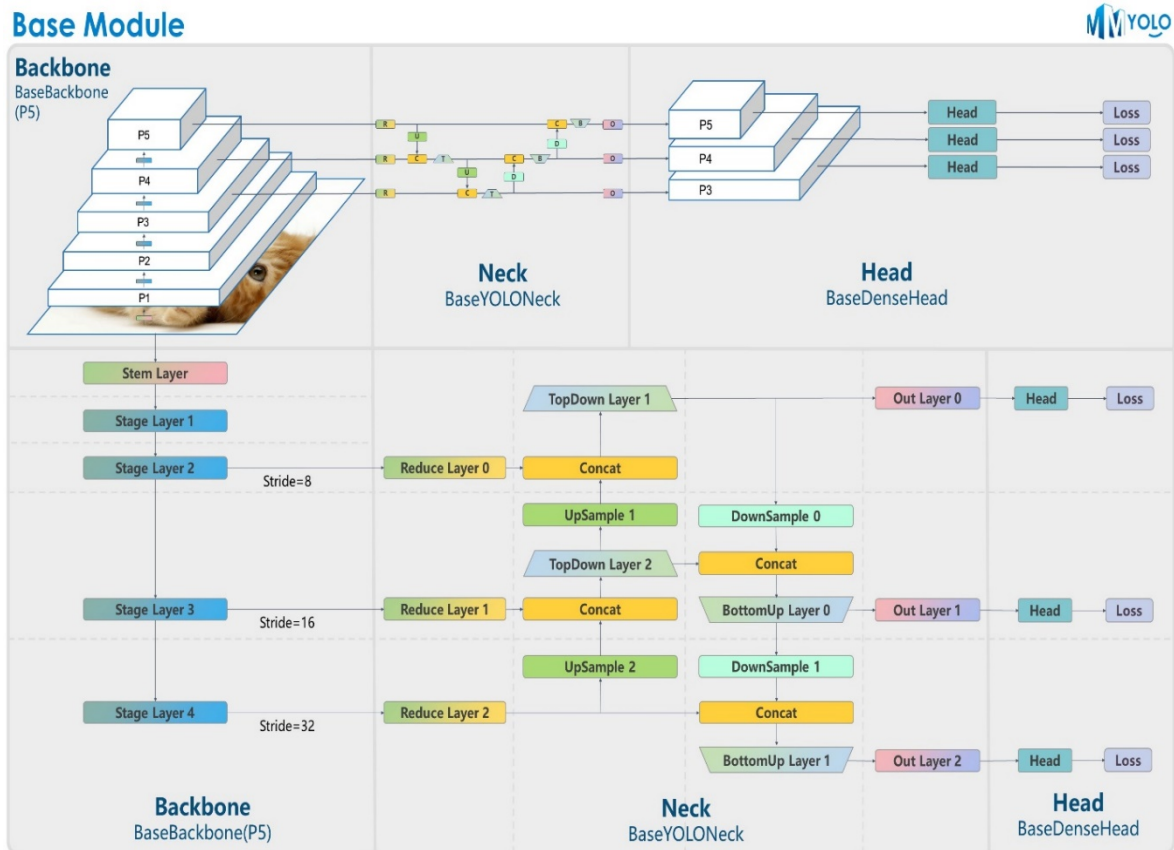 Base Module
MMYOLO
Backbone
BaseBackbone
(P5)
P5
P4
P3
P2
P1
R U C T C B D O
R C T U C B D O
R C T O
P5
P4
P3
Head Loss
Head Loss
Head Loss
Neck
BaseYOLONeck
Head
BaseDenseHead
Stem Layer
Stage Layer 1
TopDown Layer 1 Out Layer 0 Head Loss
Stage Layer 2 Stride=8 Reduce Layer 0 Concat
UpSample 1 DownSample 0
TopDown Layer 2 Concat
Stage Layer 3 Stride=16 Reduce Layer 1 Concat BottomUp Layer 0 Out Layer 1 Head Loss
UpSample 2 DownSample 1
Stage Layer 4 Stride=32 Reduce Layer 2 Concat
BottomUp Layer 1 Out Layer 2 Head Loss
Backbone
BaseBackbone(P5)
Neck
BaseYOLONeck
Head
BaseDenseHead